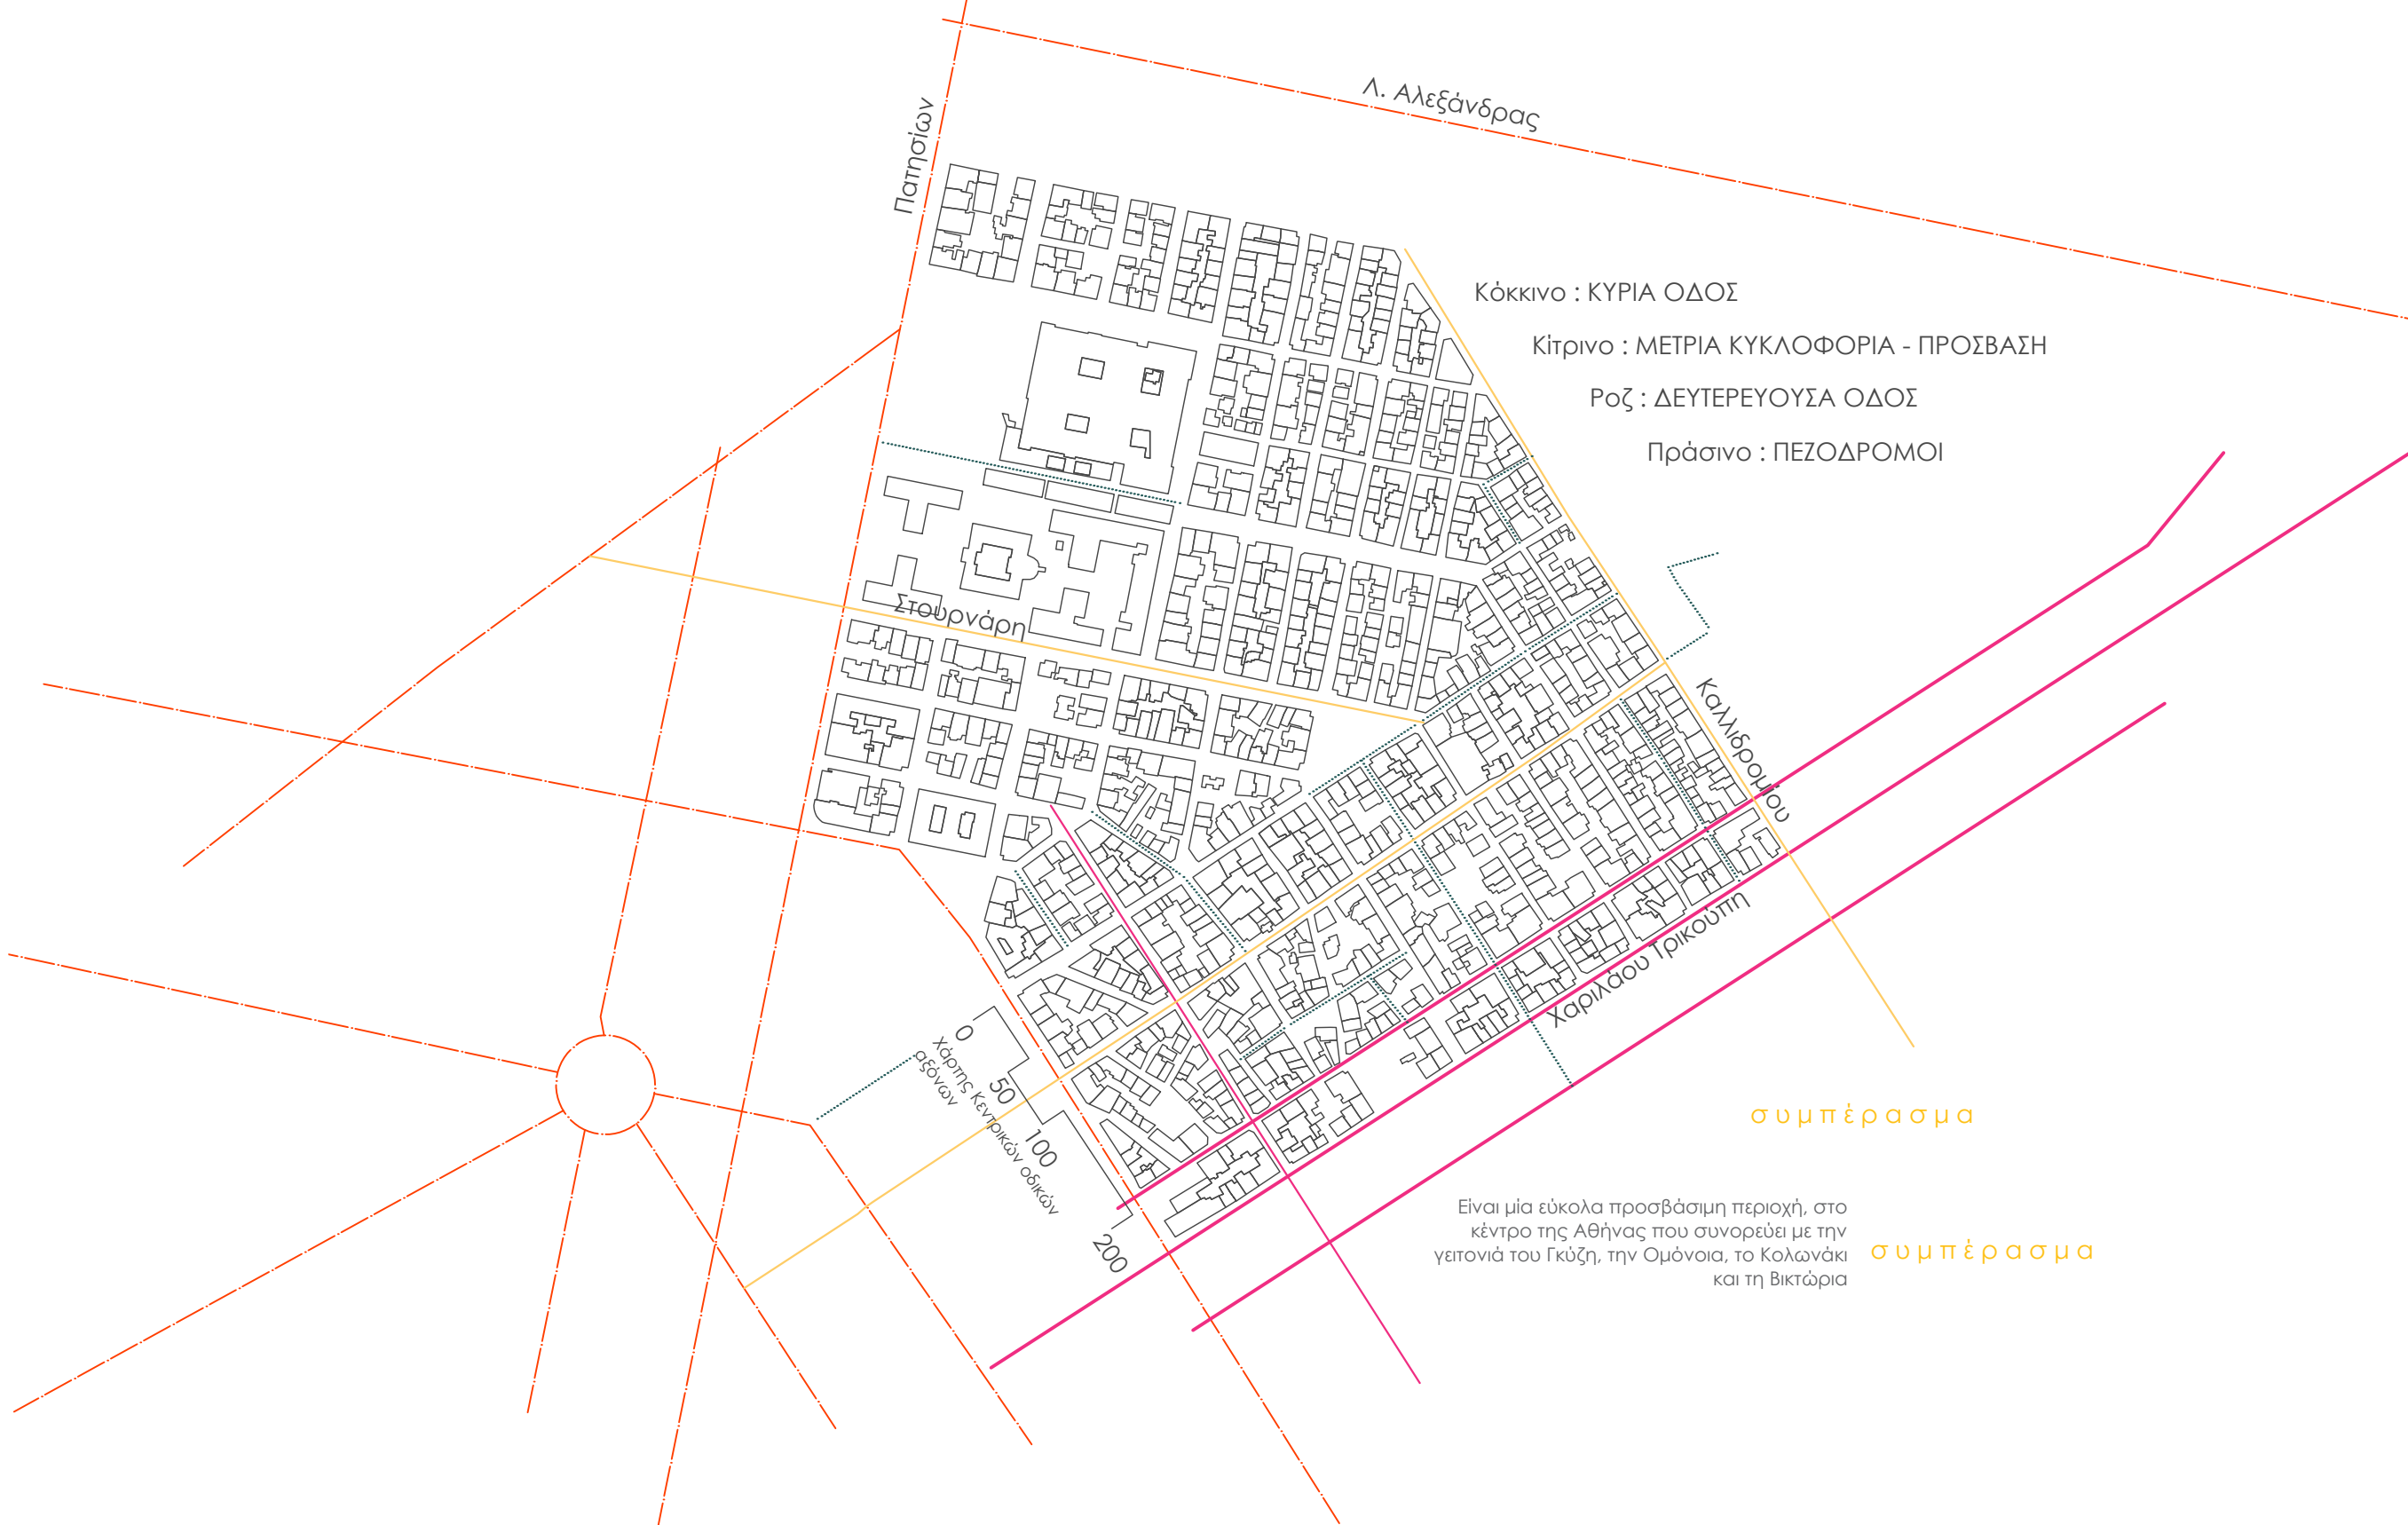 Λ. Αλεξάνδρας
Πατησίων
Κόκκινο : ΚΥΡΙΑ ΟΔΟΣ
Κίτρινο : ΜΕΤΡΙΑ ΚΥΚΛΟΦΟΡΙΑ - ΠΡΟΣΒΑΣΗ
Ροζ : ΔΕΥΤΕΡΕΥΟΥΣΑ ΟΔΟΣ
Πράσινο : ΠΕΖΟΔΡΟΜΟΙ
Στουρνάρη
Καλλιδρομίου
Χαριλάου Τρικούπη
0
50
100
200
Χάρτης Κεντρικών οδικών
αξόνων
συμπέρασμα
Είναι μία εύκολα προσβάσιμη περιοχή, στο
κέντρο της Αθήνας που συνορεύει με την
γειτονιά του Γκύζη, την Ομόνοια, το Κολωνάκι
και τη Βικτώρια
συμπέρασμα